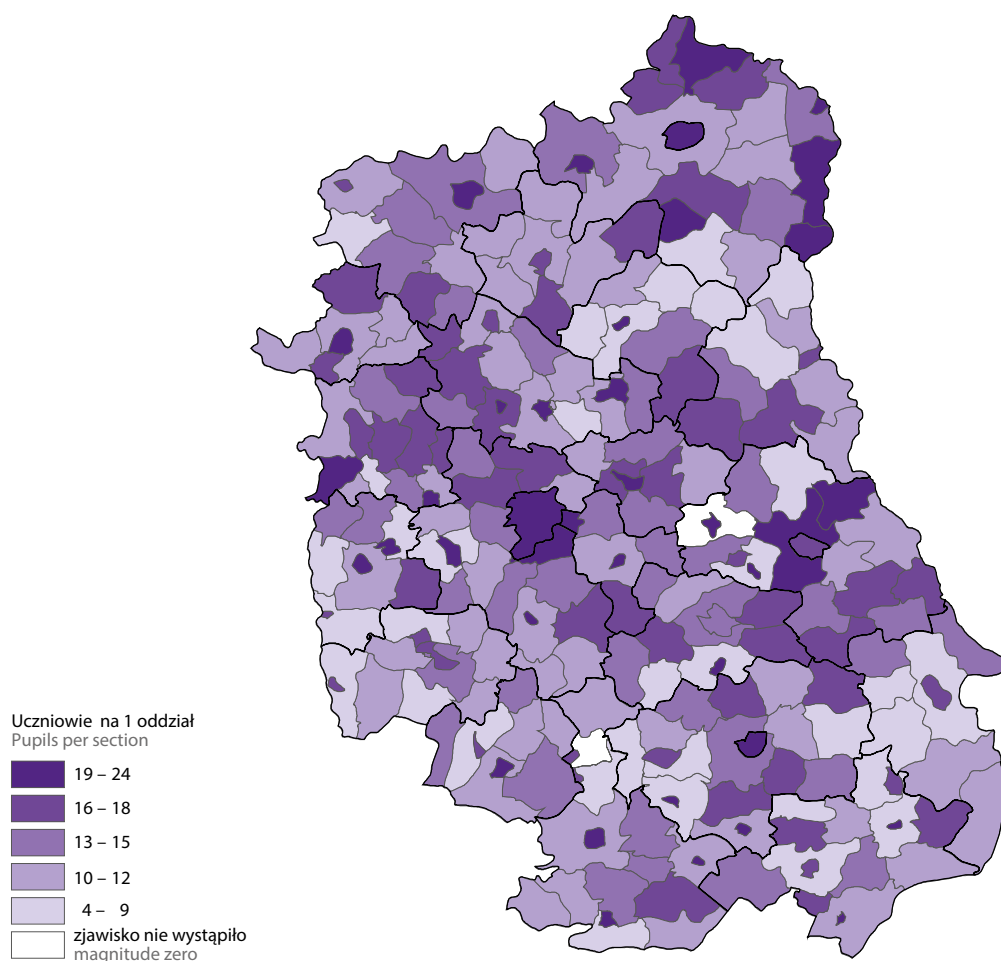 Uczniowie na 1 oddział
Pupils per section
19 – 24
16 – 18
13 – 15
10 – 12
4 – 9
zjawisko nie wystąpiło
magnitude zero